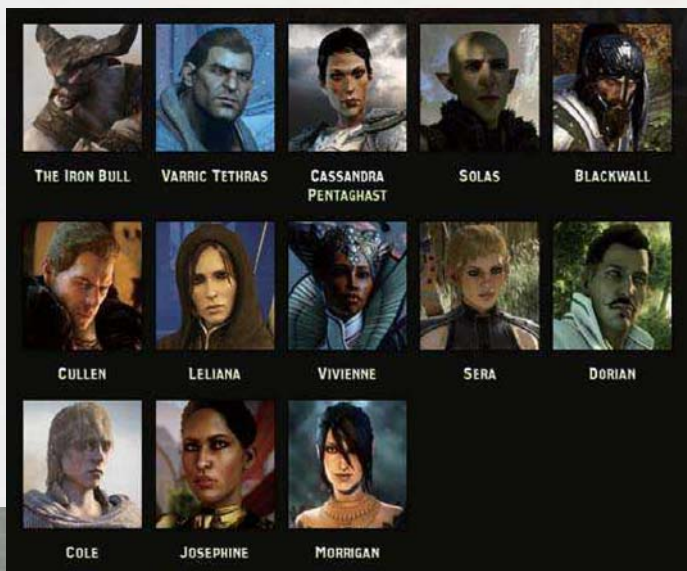 THE IRON BULL VARRIC TETHRAS CASSANDRA SOLAS BLACKWALL
PENTAGHAST
CULLEN LELIANA VIVIENNE SERA DORIAN
COLE JOSEPHINE MORRIGAN